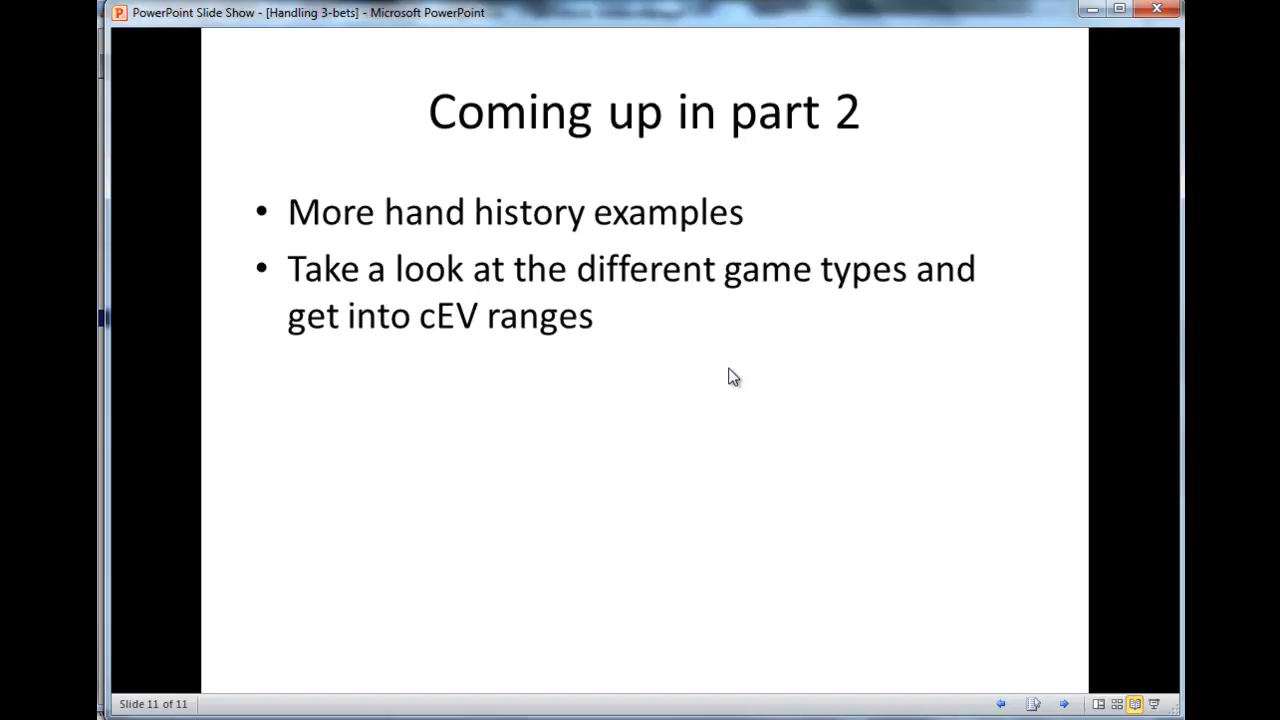 PowerPoint Slide Show - [Handling 3-bets] - Microsoft PowerPoint
Coming up in part 2
• More hand history examples
• Take a look at the different game types and
get into cEV ranges
Slide 11 of 11